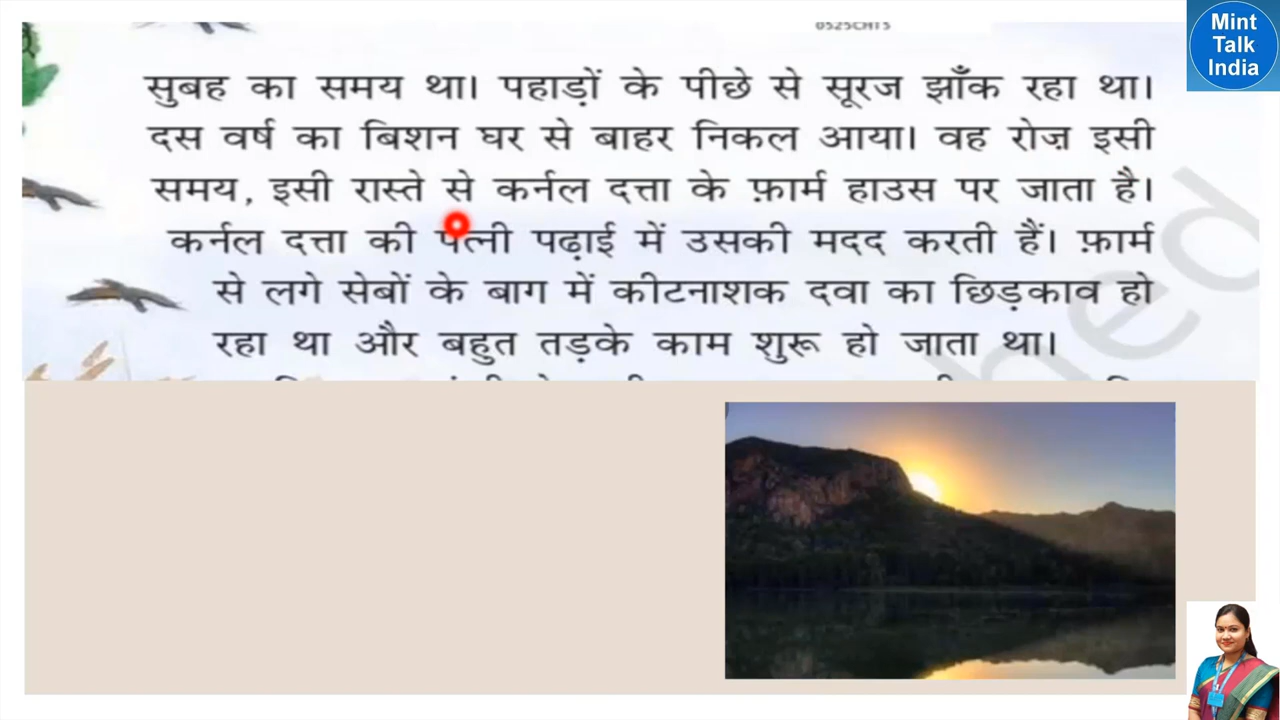 0525CH15
सुबह का समय था। पहाड़ों के पीछे से सूरज झाँक रहा था।
दस वर्ष का बिशन घर से बाहर निकल आया। वह रोज़ इसी
समय, इसी रास्ते से कर्नल दत्ता के फ़ार्म हाउस पर जाता है।
कर्नल दत्ता की पत्नी पढ़ाई में उसकी मदद करती हैं। फ़ार्म
से लगे सेबों के बाग में कीटनाशक दवा का छिड़काव हो
रहा था और बहुत तड़के काम शुरू हो जाता था।
hed
Mint
Talk
India